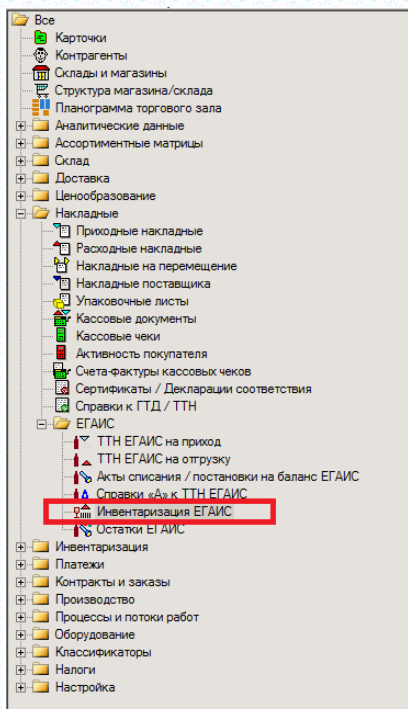 Все
Карточки
Контрагенты
Склады и магазины
Структура магазина/склада
Планограмма торгового зала
Аналитические данные
Ассортиментные матрицы
Склад
Доставка
Ценообразование
Накладные
Приходные накладные
Расходные накладные
Накладные на перемещение
Накладные поставщика
Упаковочные листы
Кассовые документы
Кассовые чеки
Активность покупателя
Счета-фактуры кассовых чеков
Сертификаты / Декларации соответствия
Справки к ГТД / ТТН
ЕГАИС
ТТН ЕГАИС на приход
ТТН ЕГАИС на отгрузку
Акты списания / постановки на баланс ЕГАИС
Справки «А» к ТТН ЕГАИС
Инвентаризация ЕГАИС
Остатки ЕГАИС
Инвентаризация
Платежи
Контракты и заказы
Производство
Процессы и потоки работ
Оборудование
Классификаторы
Налоги
Настройка